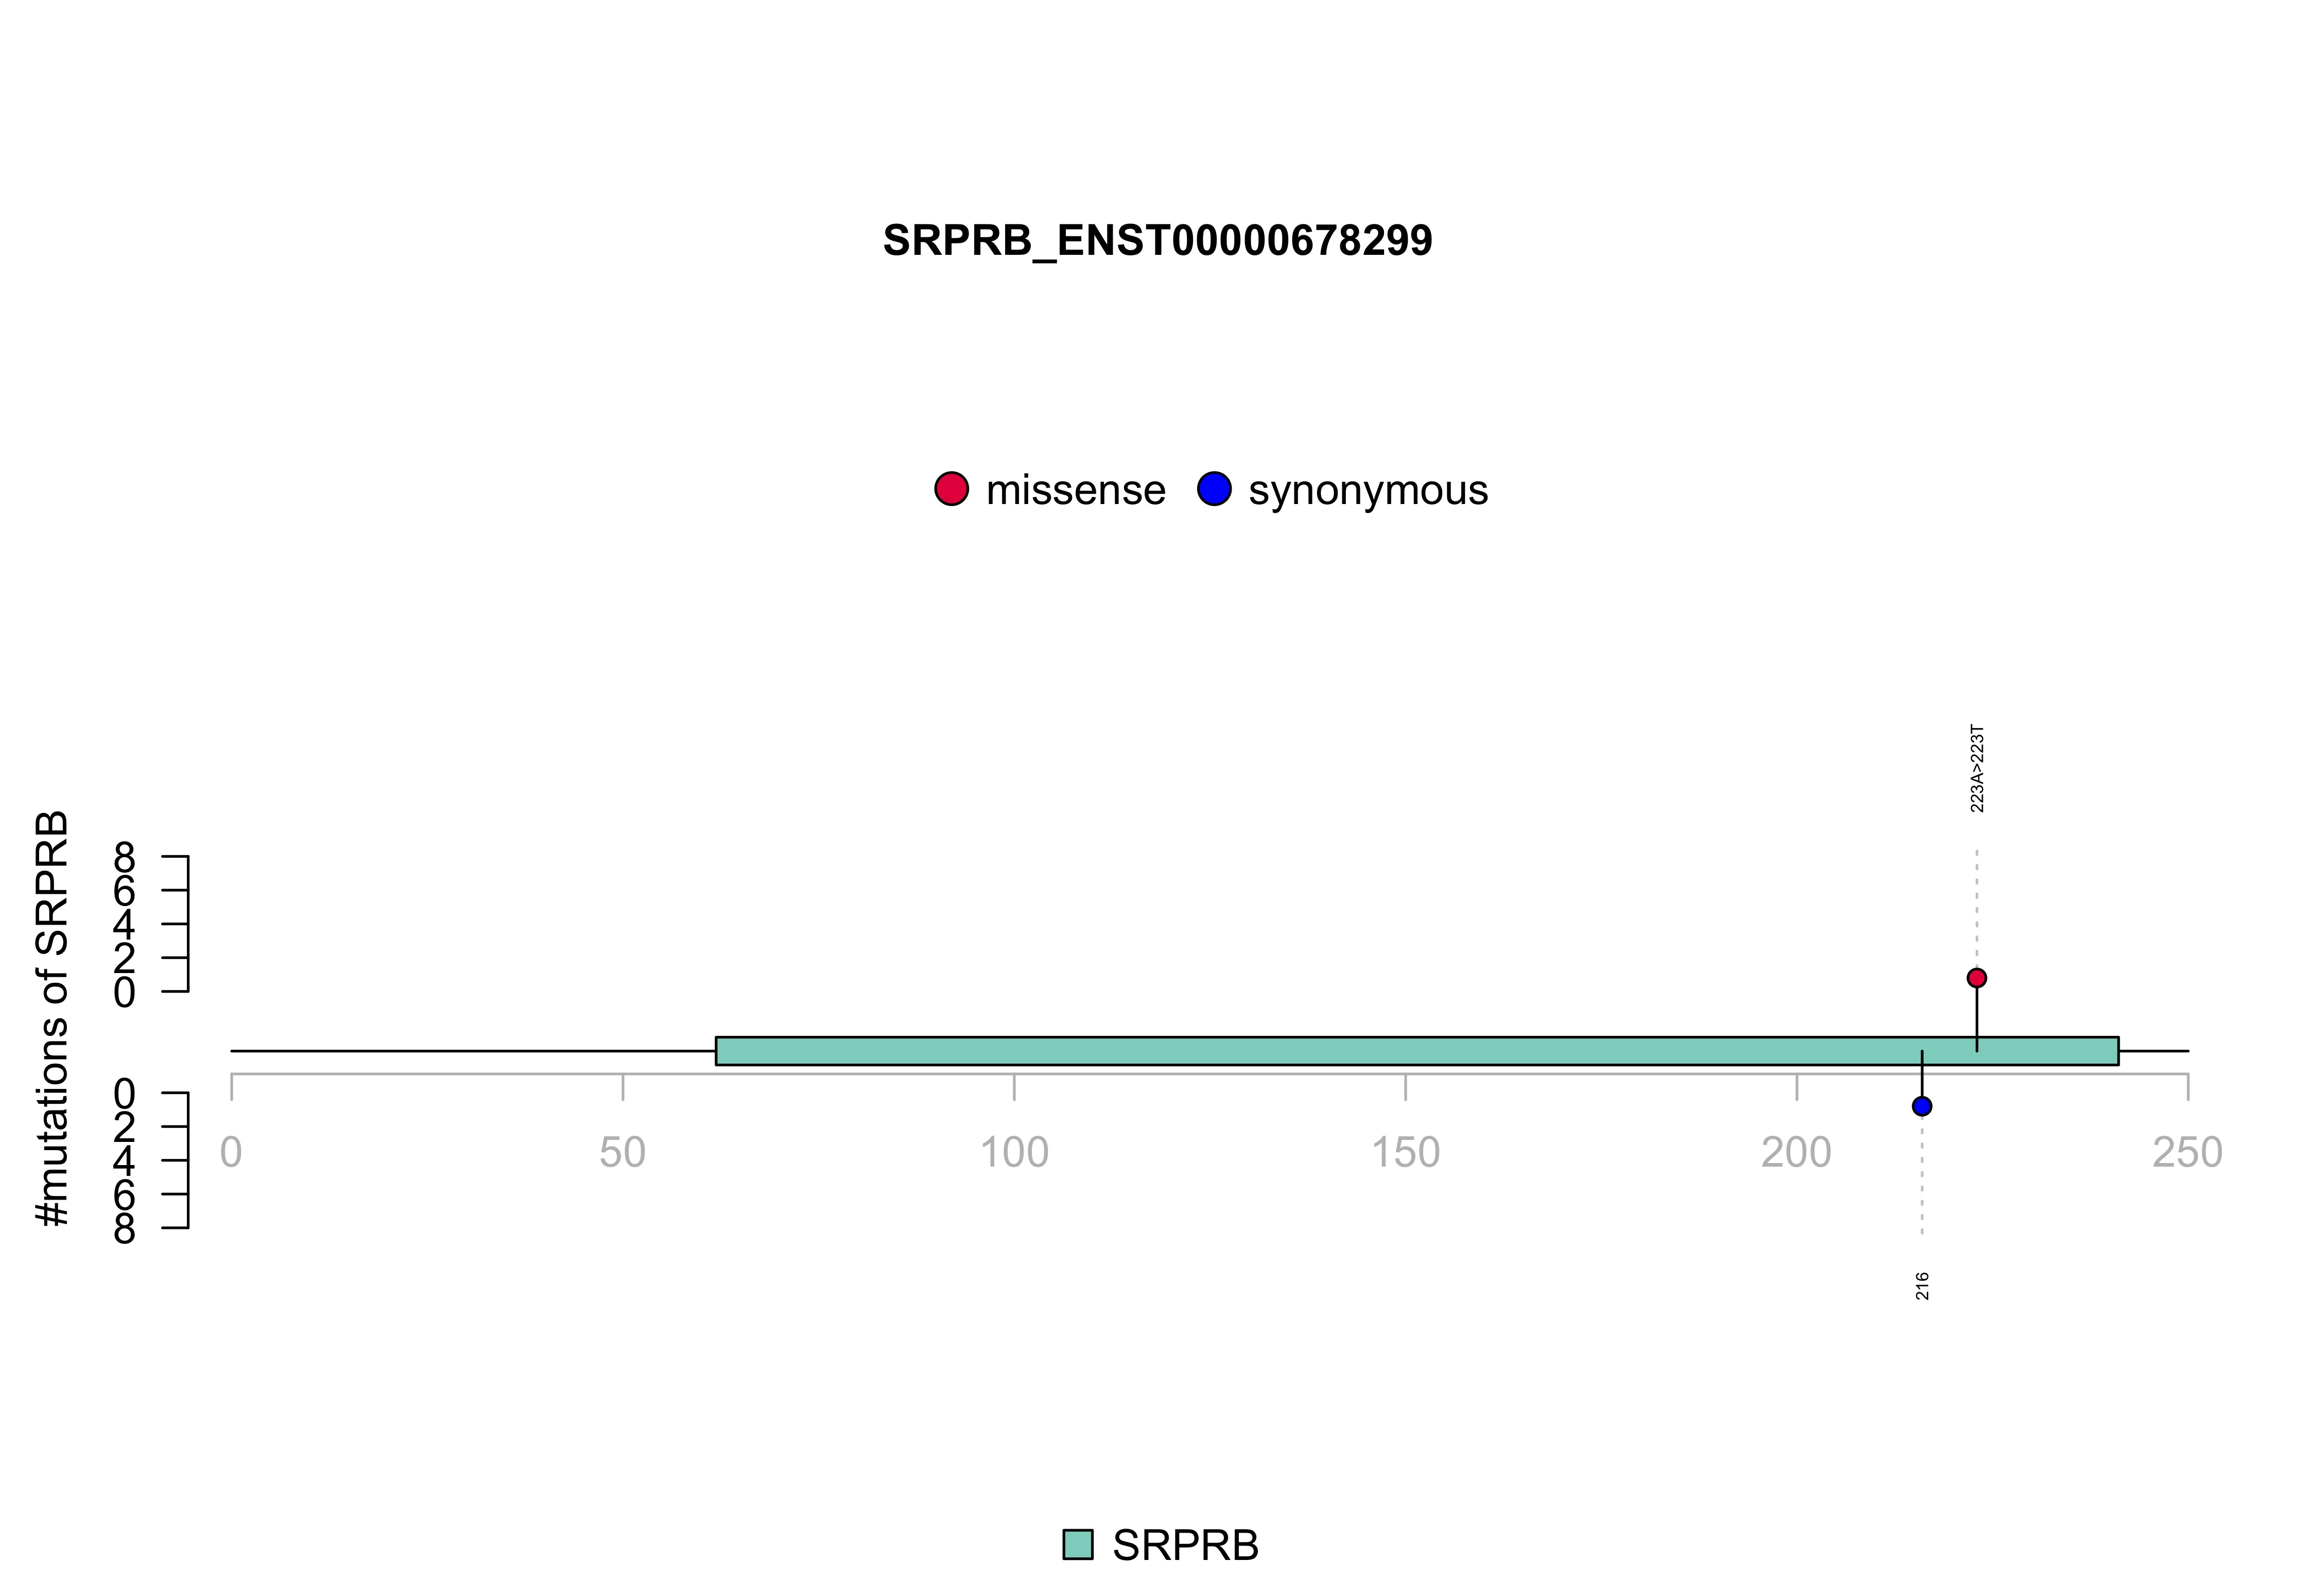 SRPRB_ENST00000678299
missense synonymous
223A>223T
#mutations of SRPRB
8
6
4
2
0
0
2
4
6
8
0 50 100 150 200 250
216
SRPRB